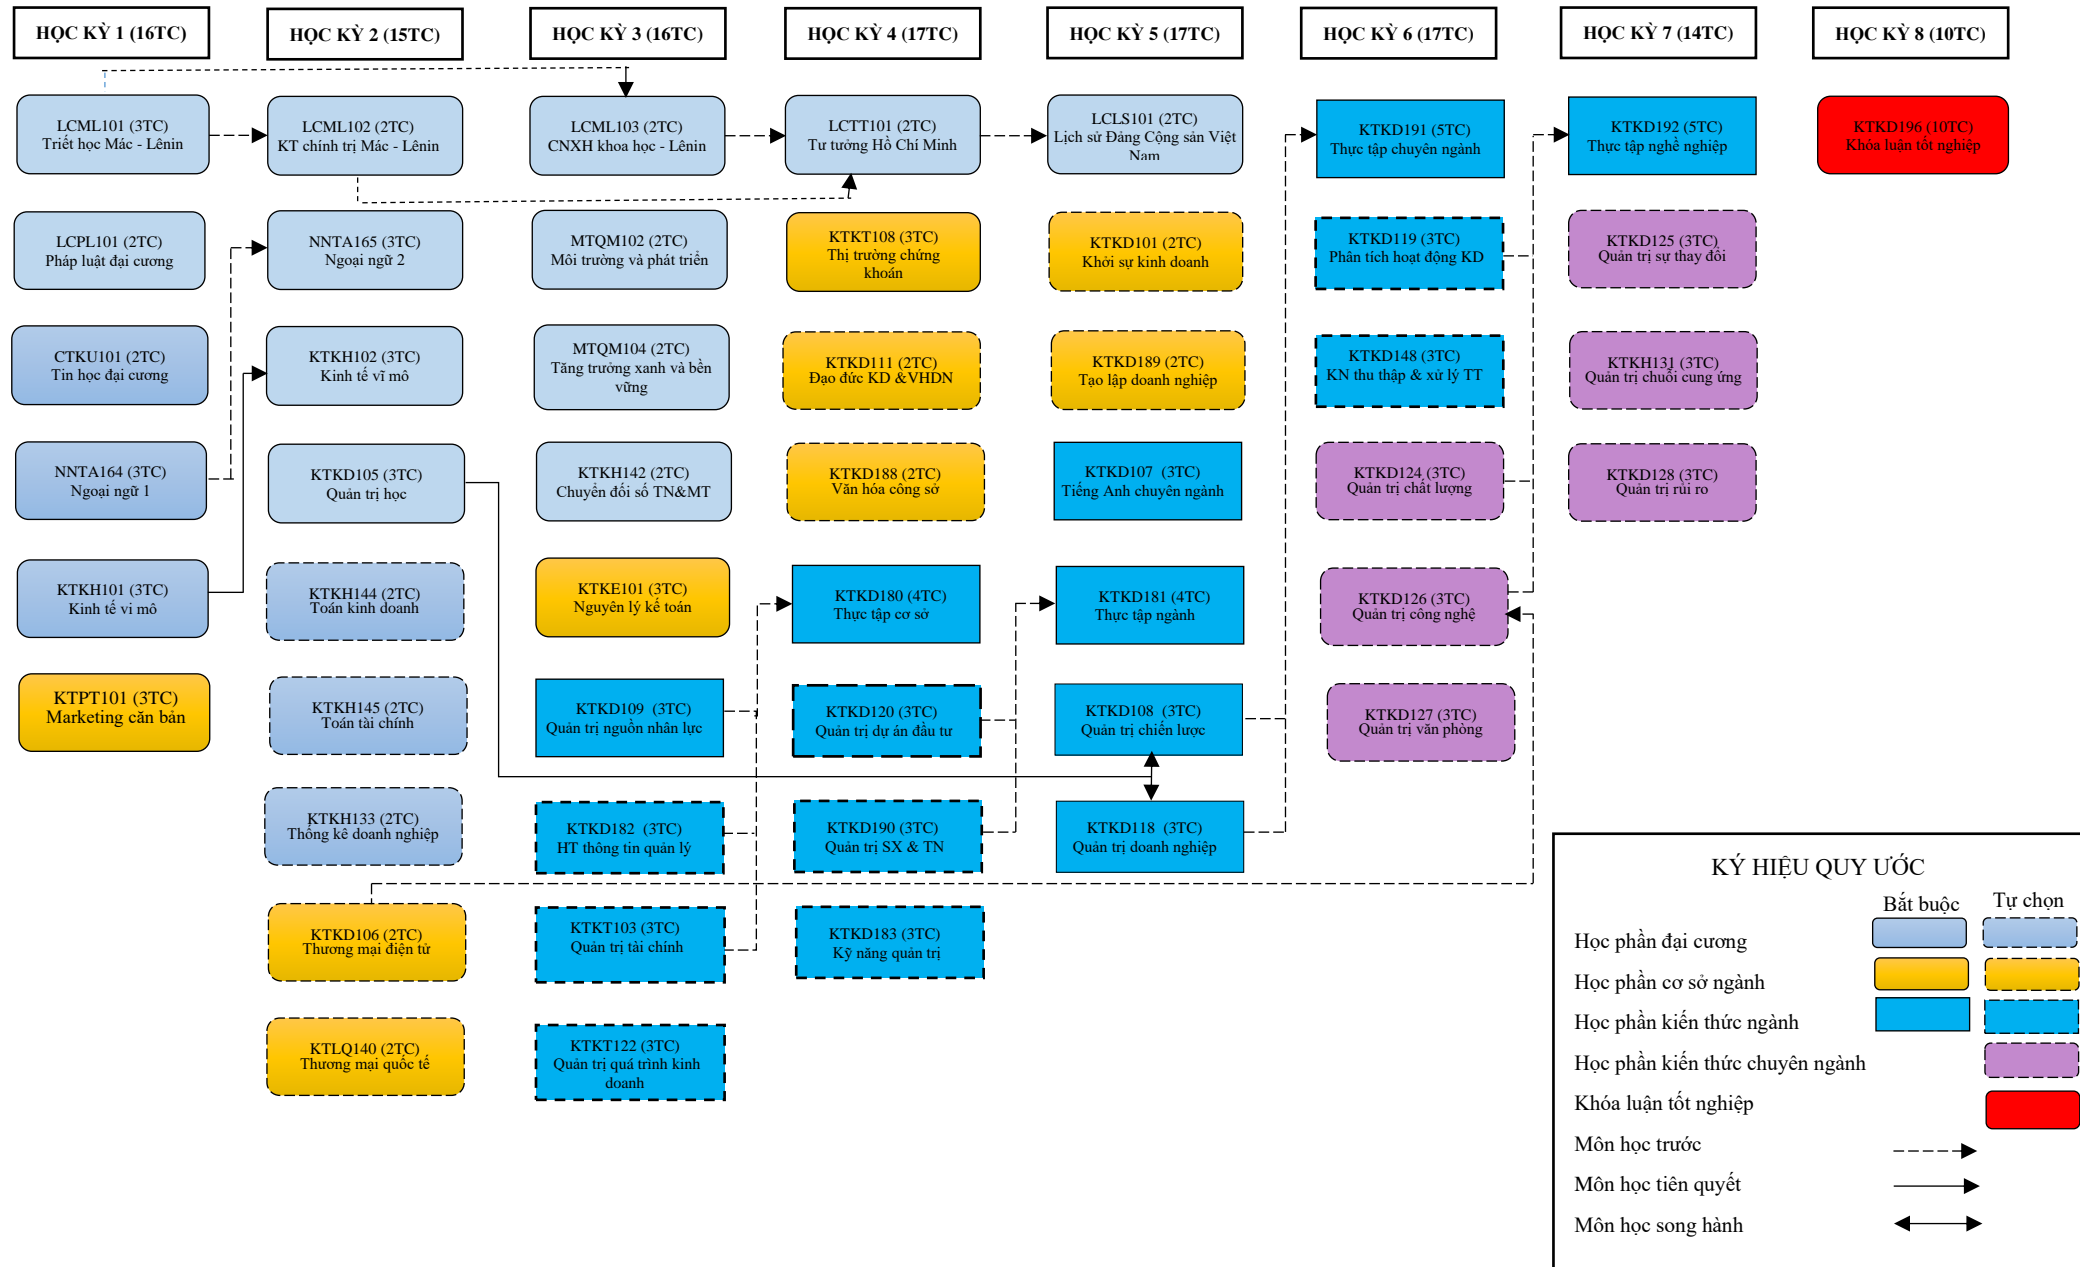 HỌC KỲ 1 (16TC)
HỌC KỲ 2 (15TC)
HỌC KỲ 3 (16TC)
HỌC KỲ 4 (17TC)
HỌC KỲ 5 (17TC)
HỌC KỲ 6 (17TC)
HỌC KỲ 7 (14TC)
HỌC KỲ 8 (10TC)
LCML101 (3TC)
Triết học Mác - Lênin
LCML102 (2TC)
KT chính trị Mác - Lênin
LCML103 (2TC)
CNXH khoa học - Lênin
LCTT101 (2TC)
Tư tưởng Hồ Chí Minh
LCLS101 (2TC)
Lịch sử Đảng Cộng sản Việt
Nam
KTKD191 (5TC)
Thực tập chuyên ngành
KTKD192 (5TC)
Thực tập nghề nghiệp
KTKD196 (10TC)
Khóa luận tốt nghiệp
LCPL101 (2TC)
Pháp luật đại cương
NNTA165 (3TC)
Ngoại ngữ 2
MTQM102 (2TC)
Môi trường và phát triển
KTKT108 (3TC)
Thị trường chứng
khoán
KTKD101 (2TC)
Khởi sự kinh doanh
KTKD119 (3TC)
Phân tích hoạt động KD
KTKD125 (3TC)
Quản trị sự thay đổi
CTKU101 (2TC)
Tin học đại cương
KTKH102 (3TC)
Kinh tế vĩ mô
MTQM104 (2TC)
Tăng trưởng xanh và bền
vững
KTKD111 (2TC)
Đạo đức KD &VHDN
KTKD189 (2TC)
Tạo lập doanh nghiệp
KTKD148 (3TC)
KN thu thập & xử lý TT
KTKH131 (3TC)
Quản trị chuỗi cung ứng
NNTA164 (3TC)
Ngoại ngữ 1
KTKD105 (3TC)
Quản trị học
KTKH142 (2TC)
Chuyển đổi số TN&MT
KTKD188 (2TC)
Văn hóa công sở
KTKD107 (3TC)
Tiếng Anh chuyên ngành
KTKD124 (3TC)
Quản trị chất lượng
KTKD128 (3TC)
Quản trị rủi ro
KTKH101 (3TC)
Kinh tế vi mô
KTKH144 (2TC)
Toán kinh doanh
KTKE101 (3TC)
Nguyên lý kế toán
KTKD180 (4TC)
Thực tập cơ sở
KTKD181 (4TC)
Thực tập ngành
KTKD126 (3TC)
Quản trị công nghệ
KTPT101 (3TC)
Marketing căn bản
KTKH145 (2TC)
Toán tài chính
KTKD109 (3TC)
Quản trị nguồn nhân lực
KTKD120 (3TC)
Quản trị dự án đầu tư
KTKD108 (3TC)
Quản trị chiến lược
KTKD127 (3TC)
Quản trị văn phòng
KTKH133 (2TC)
Thống kê doanh nghiệp
KTKD182 (3TC)
HT thông tin quản lý
KTKD190 (3TC)
Quản trị SX & TN
KTKD118 (3TC)
Quản trị doanh nghiệp
KTKD106 (2TC)
Thương mại điện tử
KTKT103 (3TC)
Quản trị tài chính
KTKD183 (3TC)
Kỹ năng quản trị
KTLQ140 (2TC)
Thương mại quốc tế
KTKT122 (3TC)
Quản trị quá trình kinh
doanh
KÝ HIỆU QUY ƯỚC
Bắt buộc
Tự chọn
Học phần đại cương
Học phần cơ sở ngành
Học phần kiến thức ngành
Học phần kiến thức chuyên ngành
Khóa luận tốt nghiệp
Môn học trước
Môn học tiên quyết
Môn học song hành